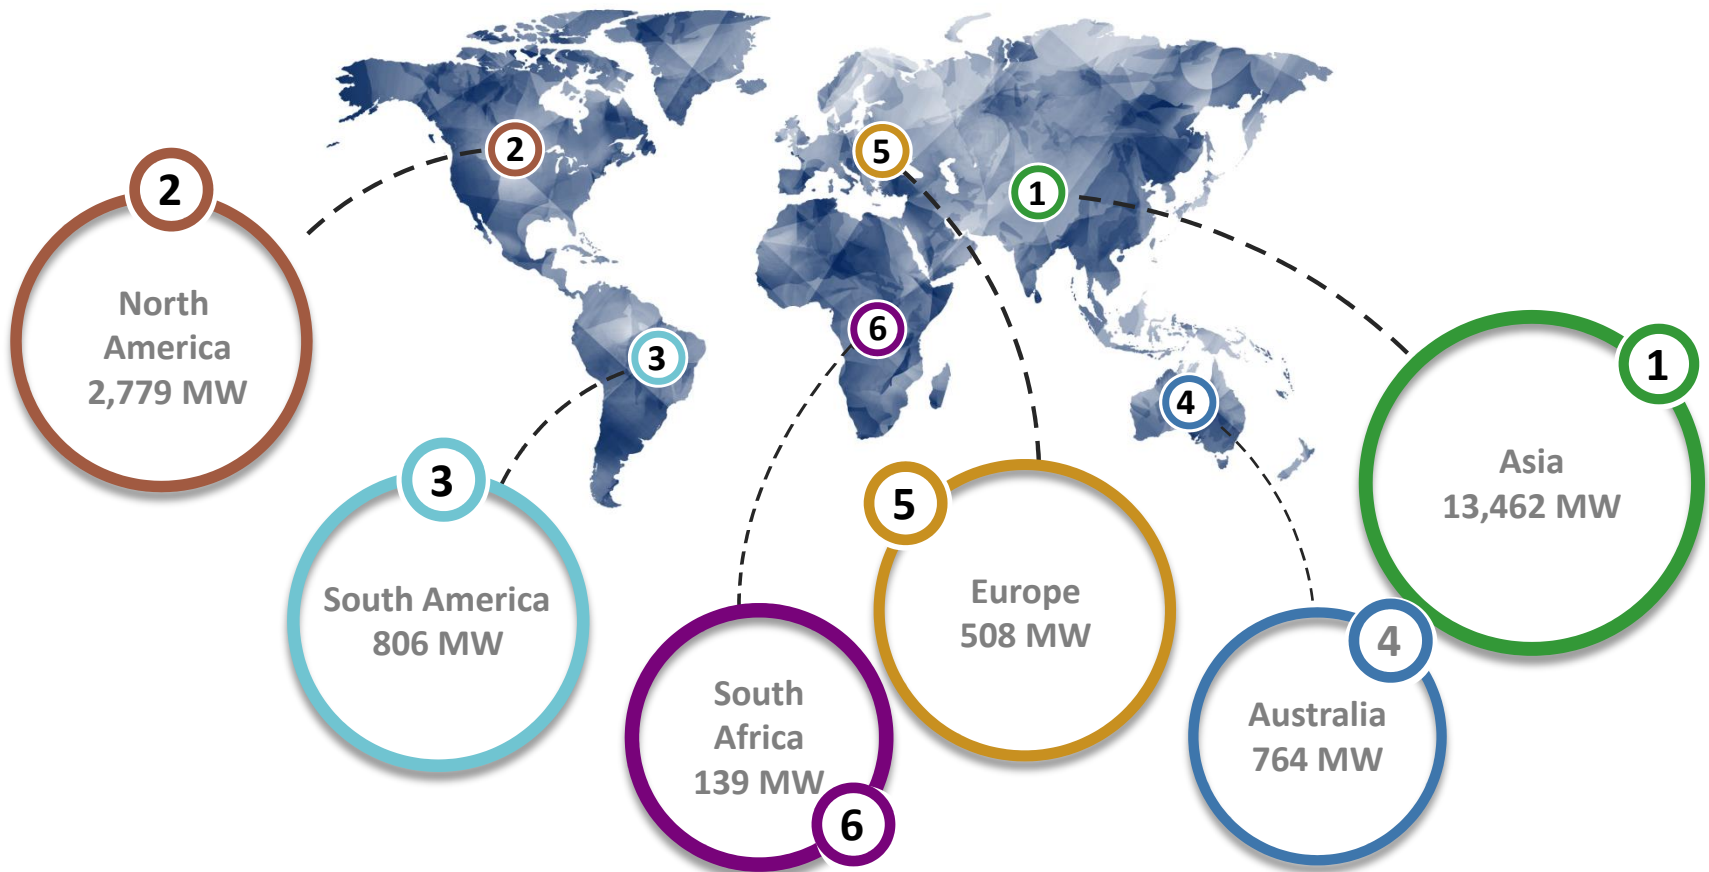 2
5
1
6
3
4
2
North
America
2,779 MW
3
South America
806 MW
6
South
Africa
139 MW
5
Europe
508 MW
4
Australia
764 MW
1
Asia
13,462 MW